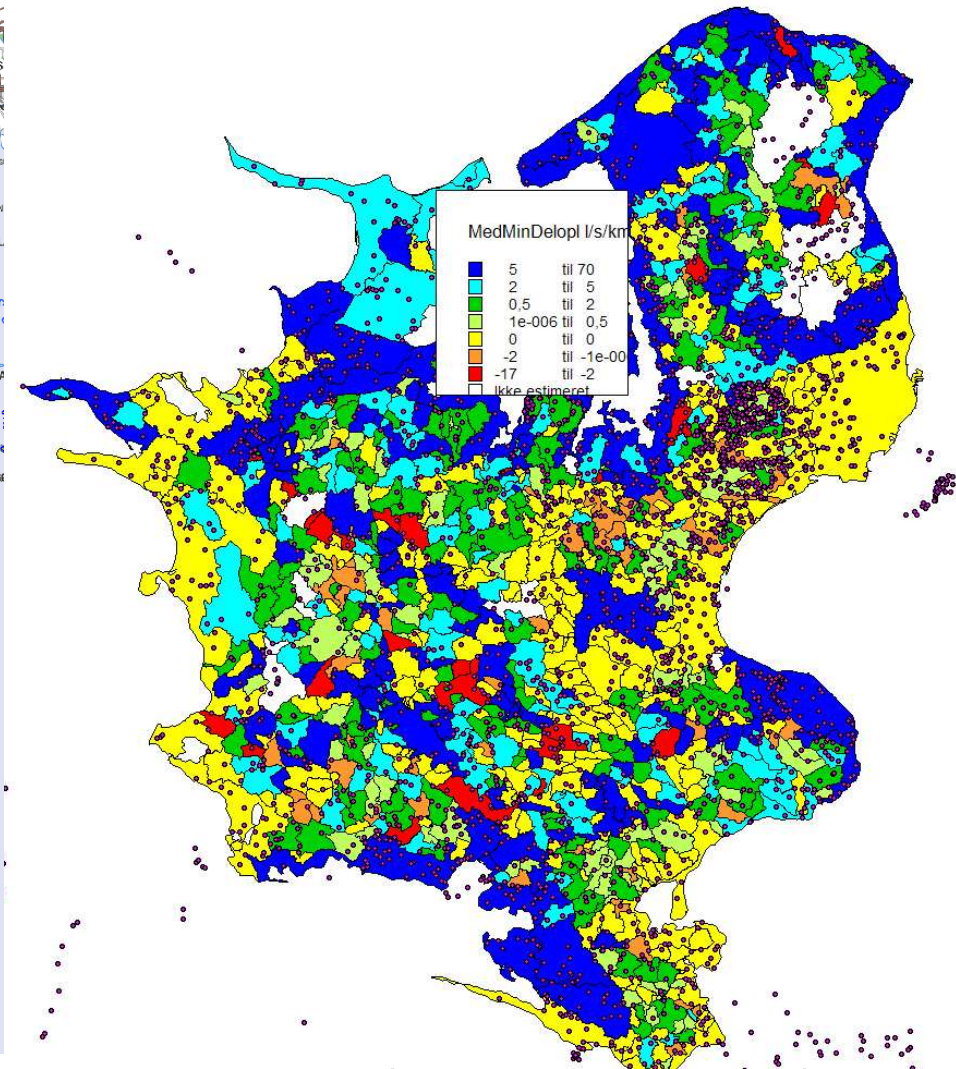 MedMinDelopl l/s/km
5 til 70
2 til 5
0,5 til 2
1e-006 til 0,5
0 til 0
-2 til -1e-00
-17 til -2
Ikke estimeret